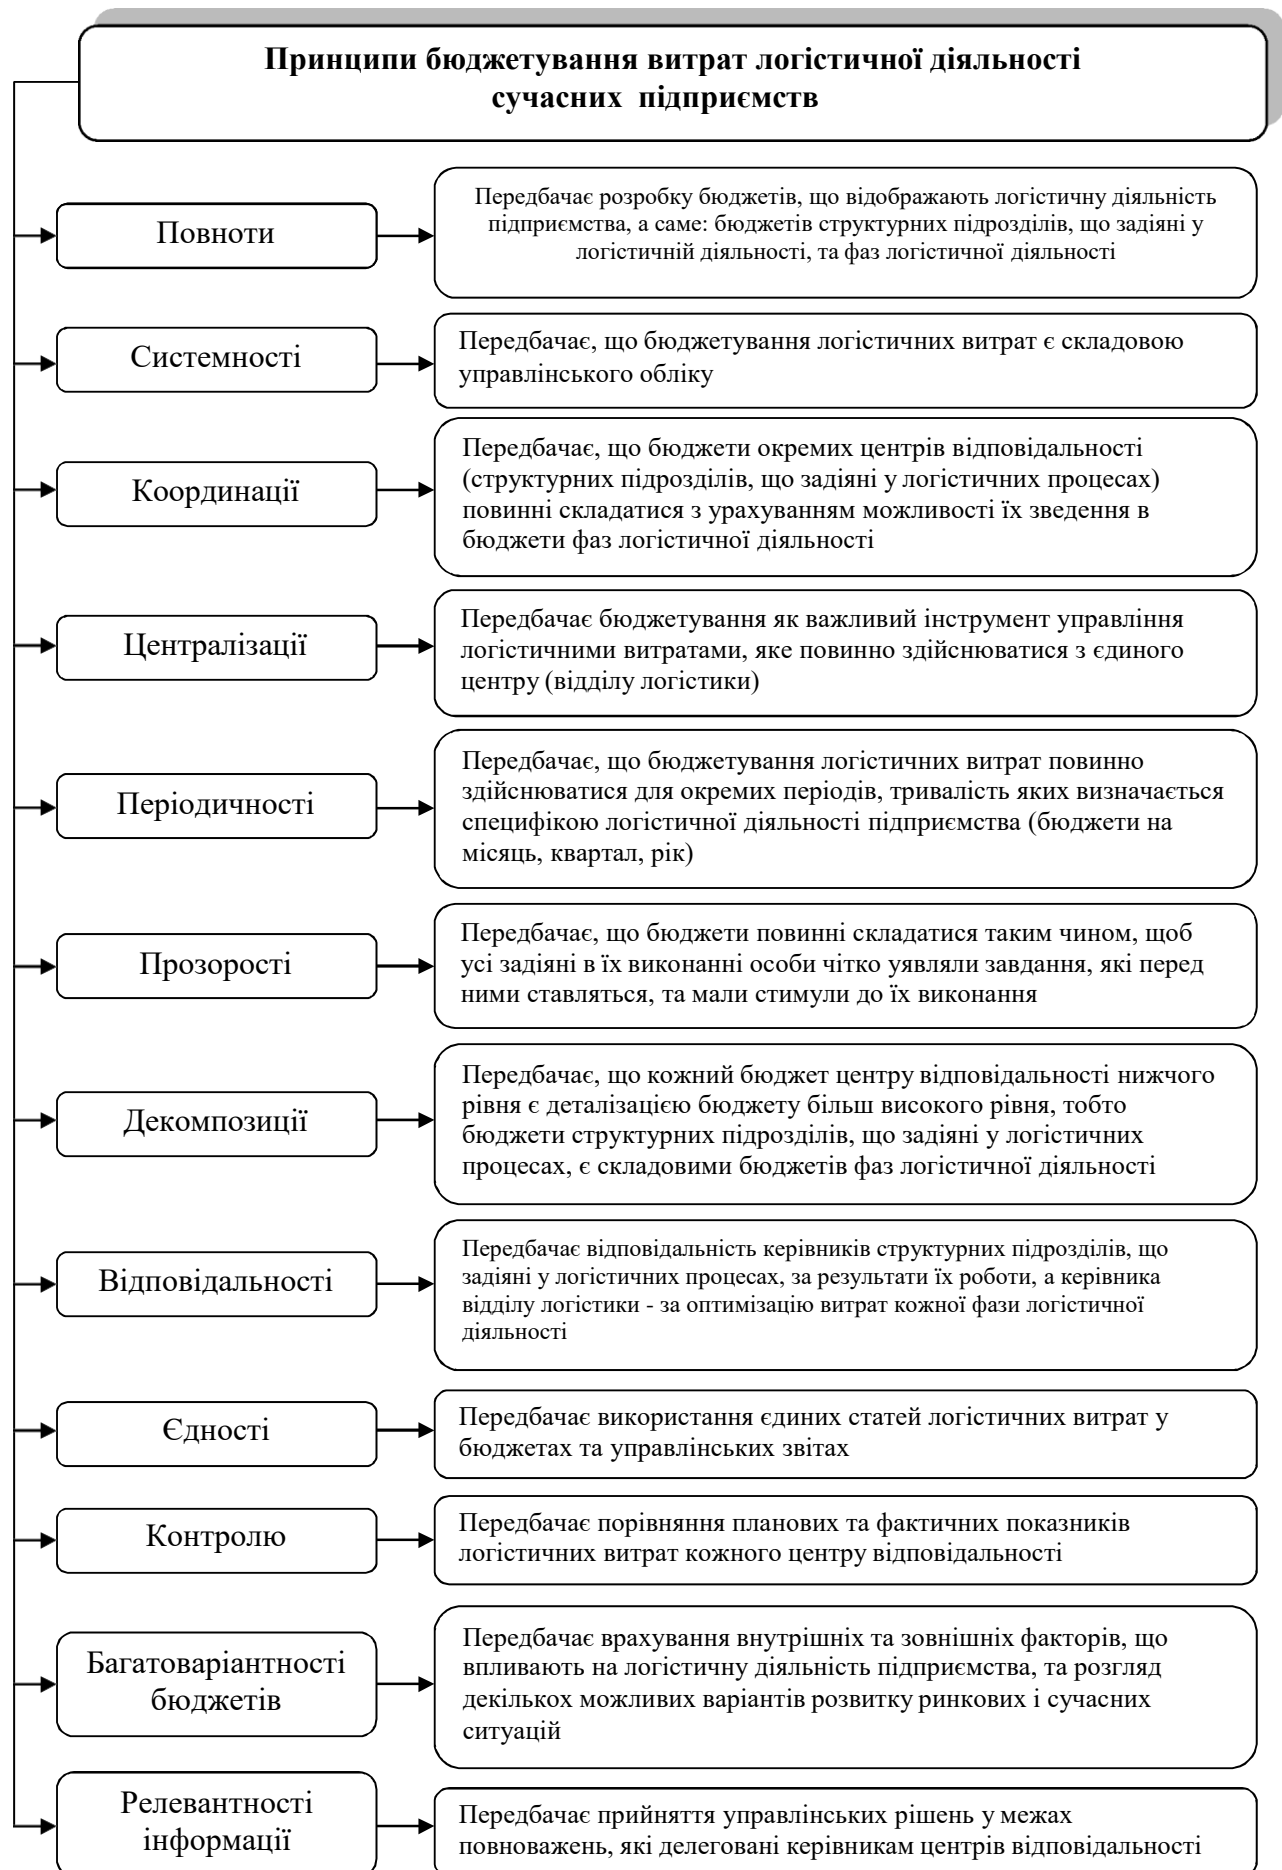 Принципи бюджетування витрат логістичної діяльності
сучасних підприємств
Повноти
Передбачає розробку бюджетів, що відображають логістичну діяльність
підприємства, а саме: бюджетів структурних підрозділів, що задіяні у
логістичній діяльності, та фаз логістичної діяльності
Системності
Передбачає, що бюджетування логістичних витрат є складовою
управлінського обліку
Координації
Передбачає, що бюджети окремих центрів відповідальності
(структурних підрозділів, що задіяні у логістичних процесах)
повинні складатися з урахуванням можливості їх зведення в
бюджети фаз логістичної діяльності
Централізації
Передбачає бюджетування як важливий інструмент управління
логістичними витратами, яке повинно здійснюватися з єдиного
центру (відділу логістики)
Періодичності
Передбачає, що бюджетування логістичних витрат повинно
здійснюватися для окремих періодів, тривалість яких визначається
специфікою логістичної діяльності підприємства (бюджети на
місяць, квартал, рік)
Прозорості
Передбачає, що бюджети повинні складатися таким чином, щоб
усі задіяні в їх виконанні особи чітко уявляли завдання, які перед
ними ставляться, та мали стимули до їх виконання
Декомпозиції
Передбачає, що кожний бюджет центру відповідальності нижчого
рівня є деталізацією бюджету більш високого рівня, тобто
бюджети структурних підрозділів, що задіяні у логістичних
процесах, є складовими бюджетів фаз логістичної діяльності
Відповідальності
Передбачає відповідальність керівників структурних підрозділів, що
задіяні у логістичних процесах, за результати їх роботи, а керівника
відділу логістики - за оптимізацію витрат кожної фази логістичної
діяльності
Єдності
Передбачає використання єдиних статей логістичних витрат у
бюджетах та управлінських звітах
Контролю
Передбачає порівняння планових та фактичних показників
логістичних витрат кожного центру відповідальності
Багатоваріантності
бюджетів
Передбачає врахування внутрішніх та зовнішніх факторів, що
впливають на логістичну діяльність підприємства, та розгляд
декількох можливих варіантів розвитку ринкових і сучасних
ситуацій
Релевантності
інформації
Передбачає прийняття управлінських рішень у межах
повноважень, які делеговані керівникам центрів відповідальності